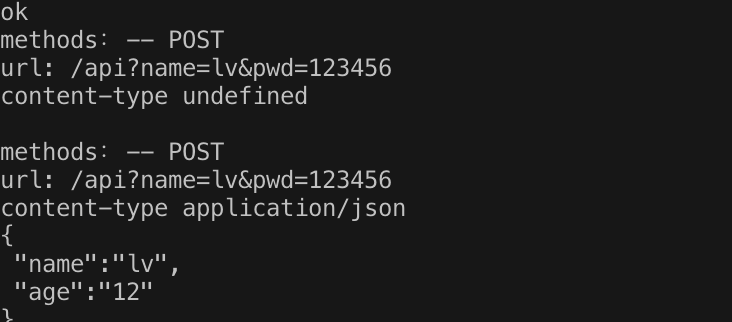 ok
methods: -- POST
url: /api?name=lv&pwd=123456
content-type undefined
methods: -- POST
url: /api?name=lv&pwd=123456
content-type application/json
{
"name":"lv",
"age":"12"
}